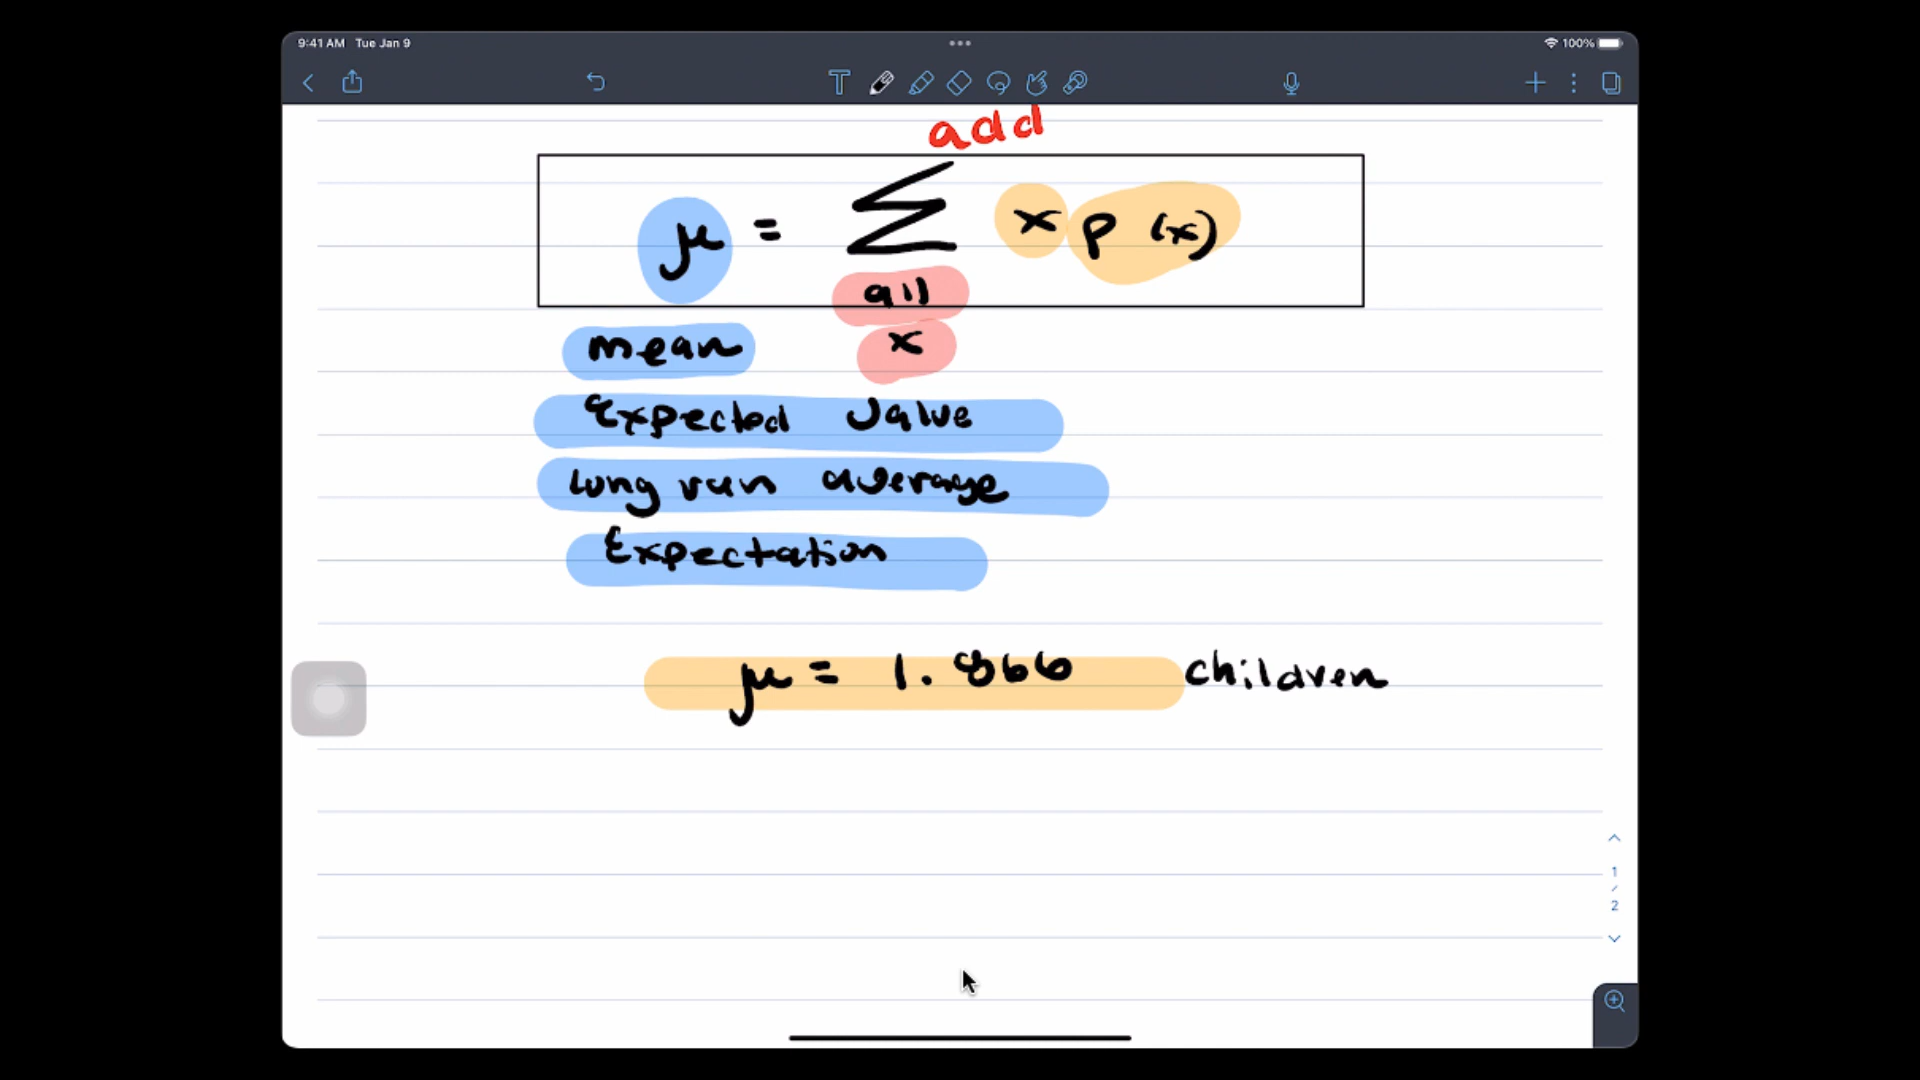 9:41 AM Tue Jan 9 100%
add
μ = ∑ x p (x)
all
x
mean
Expected Value
Long run average
Expectation
μ = 1.866 children
1
/
2